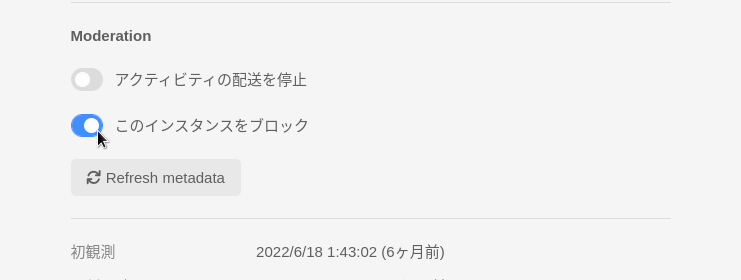 Moderation
アクティビティの配送を停止
このインスタンスをブロック
Refresh metadata
初観測 2022/6/18 1:43:02 (6ヶ月前)